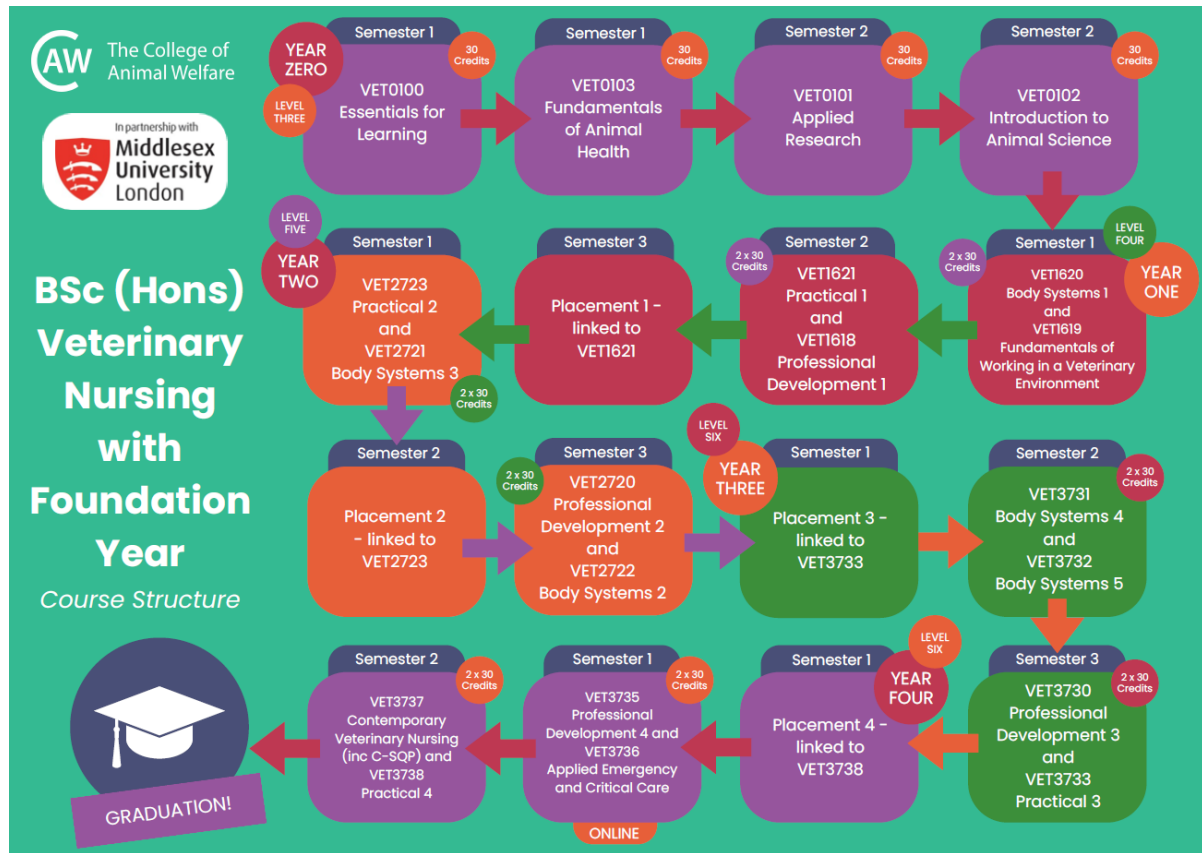 CAW
The College of
Animal Welfare
In partnership with
Middlesex
University
London
BSc (Hons)
Veterinary
Nursing
with
Foundation
Year
Course Structure
YEAR
ZERO
LEVEL
THREE
Semester 1
30
Credits
VET0100
Essentials for
Learning
Semester 1
30
Credits
VET0103
Fundamentals
of Animal
Health
Semester 2
30
Credits
VET0101
Applied
Research
Semester 2
30
Credits
VET0102
Introduction to
Animal Science
LEVEL
FOUR
YEAR
ONE
Semester 1
2 x 30
Credits
VET1620
Body Systems 1
and
VET1619
Fundamentals of
Working in a Veterinary
Environment
Semester 2
2 x 30
Credits
VET1621
Practical 1
and
VET1618
Professional
Development 1
Semester 3
Placement 1 -
linked to
VET1621
LEVEL
FIVE
YEAR
TWO
Semester 1
VET2723
Practical 2
and
VET2721
Body Systems 3
2 x 30
Credits
Semester 2
Placement 2
- linked to
VET2723
Semester 3
2 x 30
Credits
VET2720
Professional
Development 2
and
VET2722
Body Systems 2
LEVEL
SIX
YEAR
THREE
Semester 1
Placement 3 -
linked to
VET3733
Semester 2
2 x 30
Credits
VET3731
Body Systems 4
and
VET3732
Body Systems 5
Semester 3
2 x 30
Credits
VET3730
Professional
Development 3
and
VET3733
Practical 3
LEVEL
SIX
YEAR
FOUR
Semester 1
Placement 4 -
linked to
VET3738
Semester 1
2 x 30
Credits
VET3735
Professional
Development 4 and
VET3736
Applied Emergency
and Critical Care
ONLINE
Semester 2
2 x 30
Credits
VET3737
Contemporary
Veterinary Nursing
(inc C-SQP) and
VET3738
Practical 4
GRADUATION!